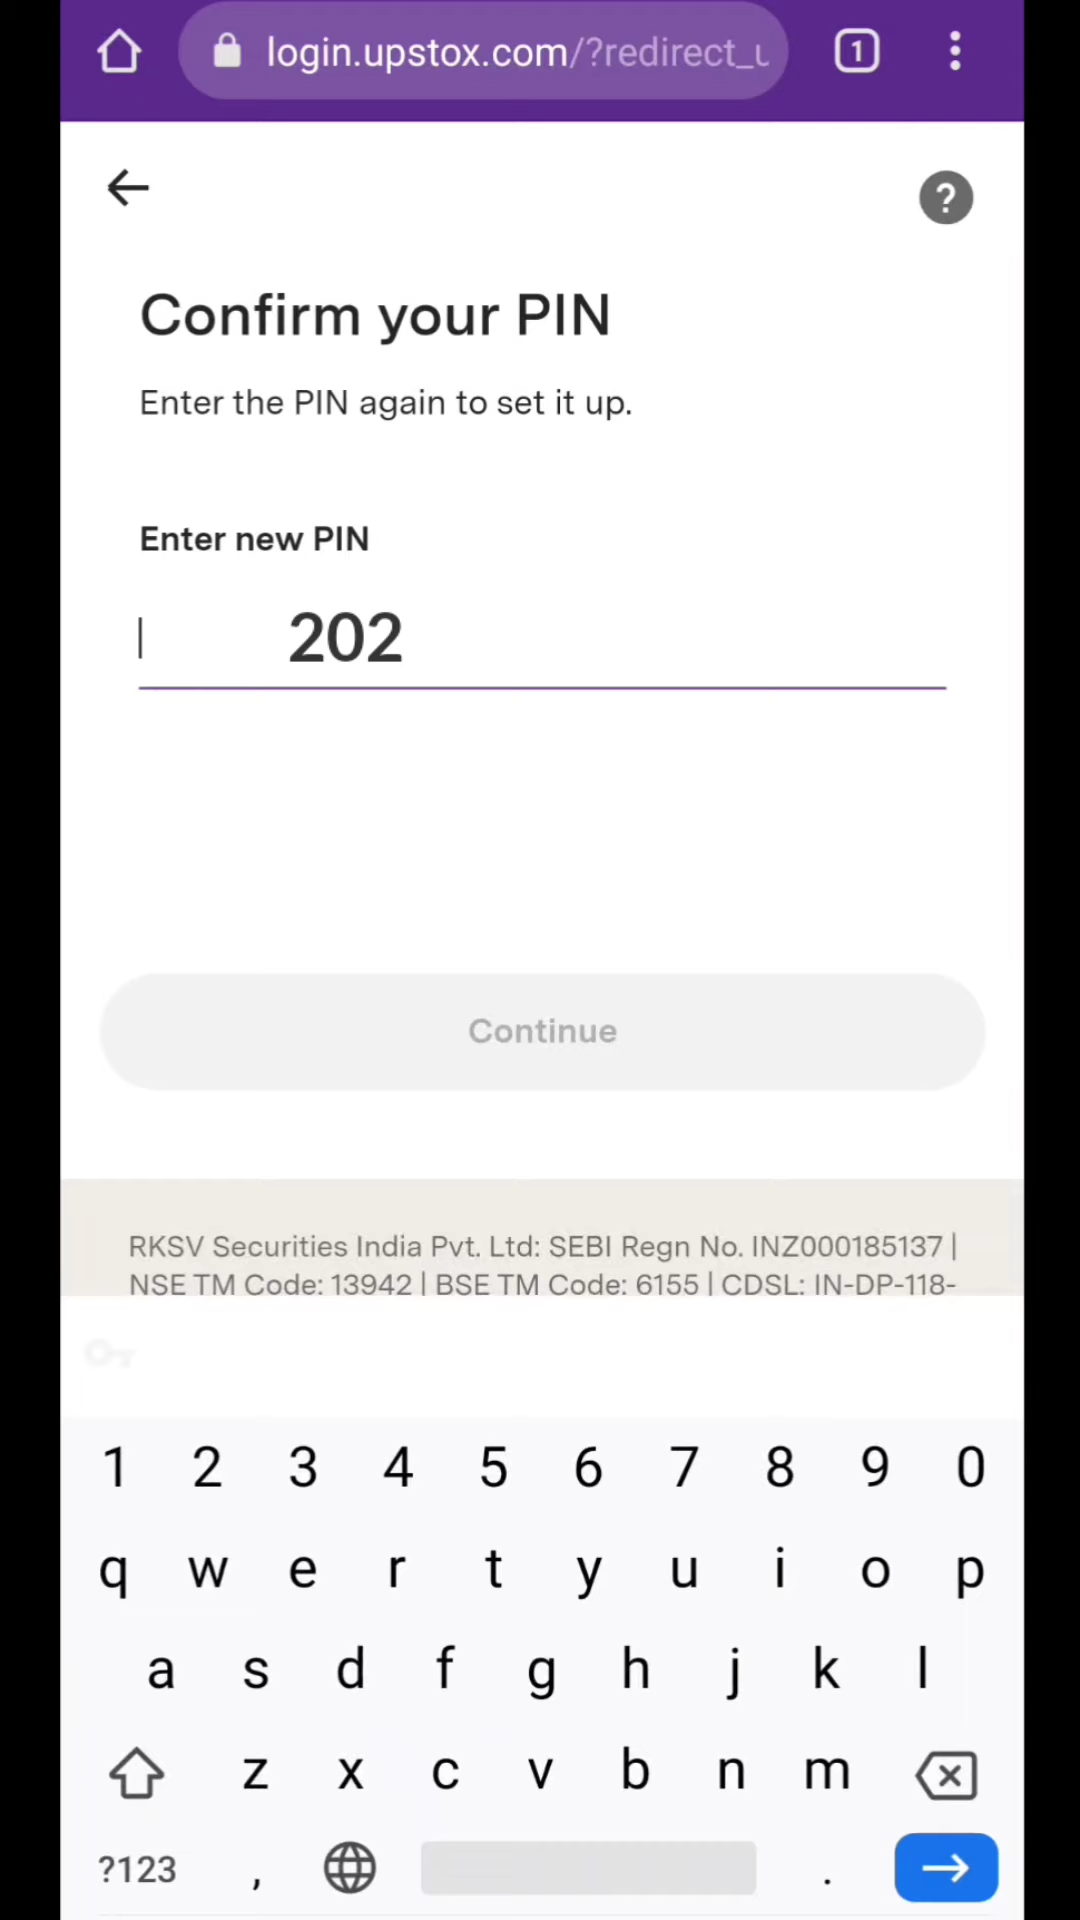 login.upstox.com/?redirect_u
1
?
Confirm your PIN
Enter the PIN again to set it up.
Enter new PIN
202
Continue
RKSV Securities India Pvt. Ltd: SEBI Regn No. INZ000185137 |
NSE TM Code: 13942 | BSE TM Code: 6155 | CDSL: IN-DP-118-
1 2 3 4 5 6 7 8 9 0
q w e r t y u i o p
a s d f g h j k l
z x c v b n m
?123 , .